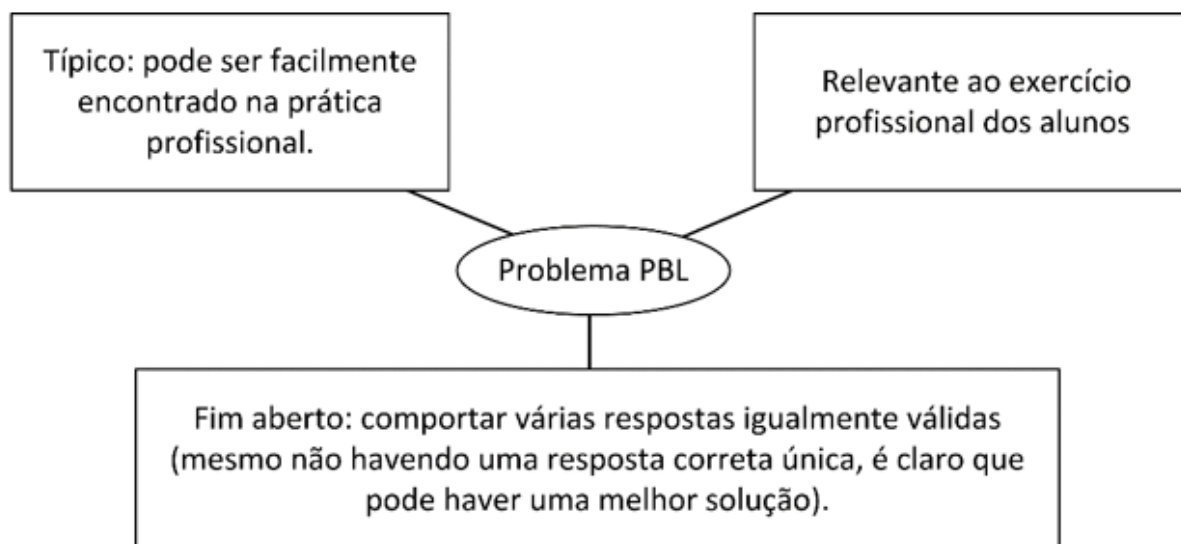 Típico: pode ser facilmente
encontrado na prática
profissional.
Relevante ao exercício
profissional dos alunos
Problema PBL
Fim aberto: comportar várias respostas igualmente válidas
(mesmo não havendo uma resposta correta única, é claro que
pode haver uma melhor solução).